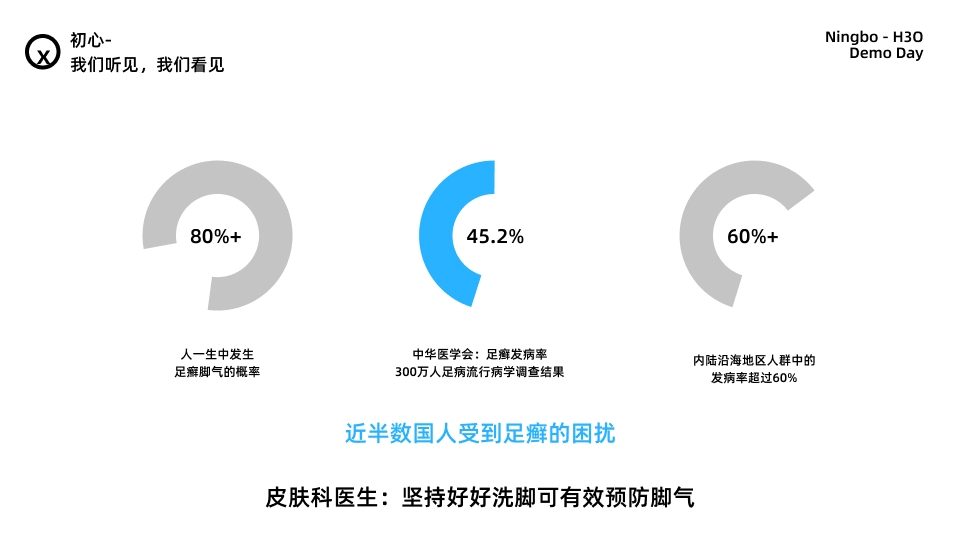 x
初心-
我们听见，我们看见
Ningbo - H3O
Demo Day
80%+
45.2%
60%+
人一生中发生
足癣脚气的概率
中华医学会：足癣发病率
300万人足病流行病学调查结果
内陆沿海地区人群中的
发病率超过60%
近半数国人受到足癣的困扰
皮肤科医生：坚持好好洗脚可有效预防脚气